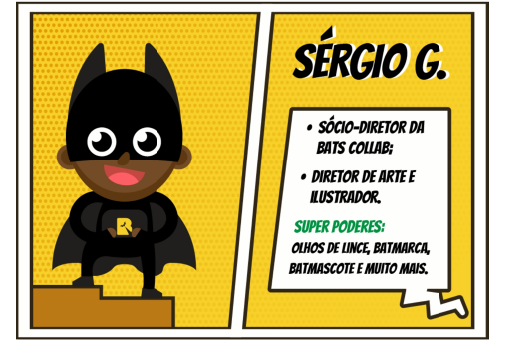 SÉRGIO G.
• SÓCIO-DIRETOR DA
BATS COLLAB;
• DIRETOR DE ARTE E
ILUSTRADOR.
SUPER PODERES:
OLHOS DE LINCE, BATMARCA,
BATMASCOTE E MUITO MAIS.
B